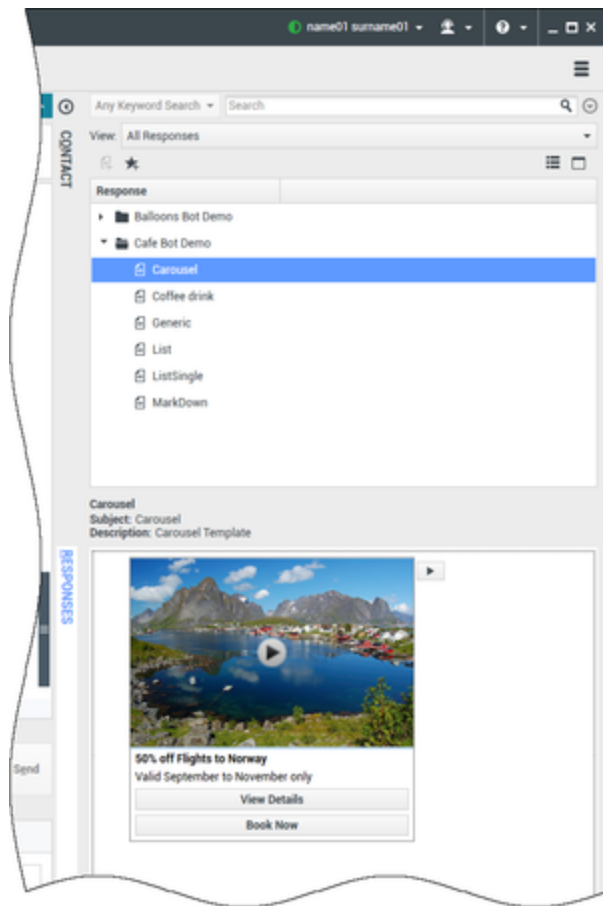 name01 surname01
Any Keyword Search
Search
CONTACT
View: All Responses
Response
Balloons Bot Demo
Cafe Bot Demo
Carousel
Coffee drink
Generic
List
ListSingle
MarkDown
Carousel
Subject: Carousel
Description: Carousel Template
RESPONSES
50% off Flights to Norway
Valid September to November only
View Details
Send
Book Now